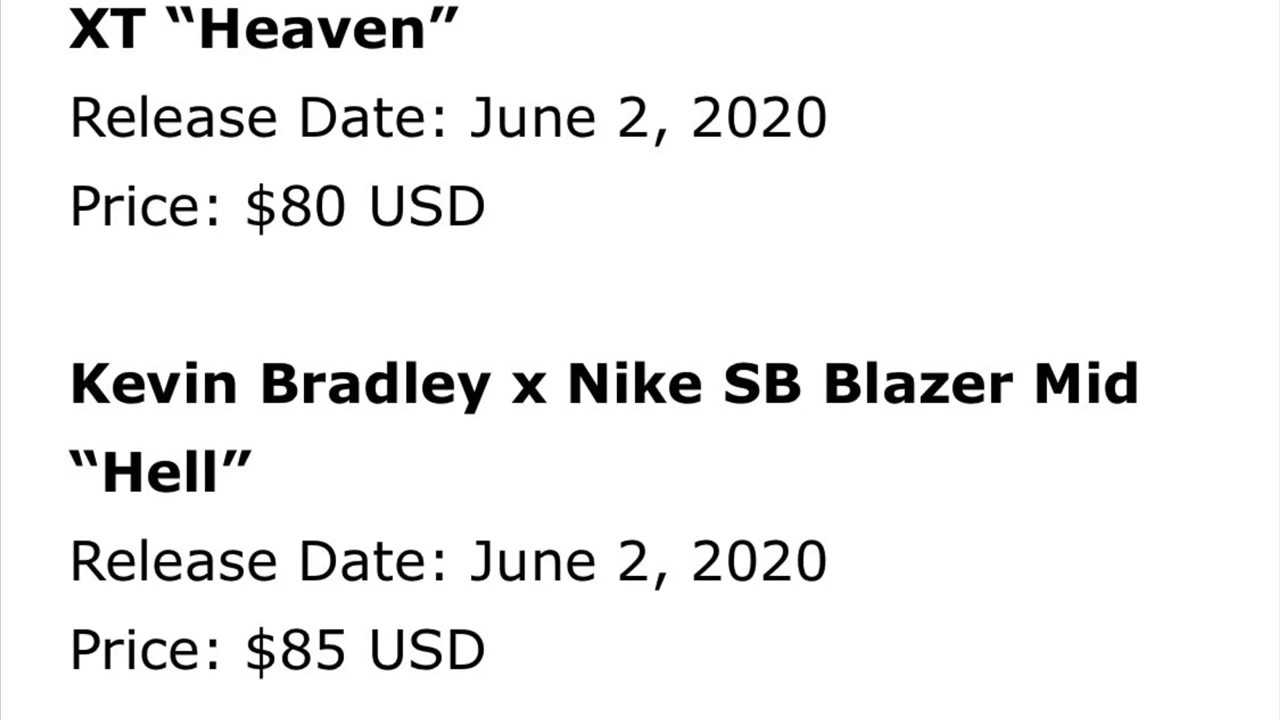 XT “Heaven”
Release Date: June 2, 2020
Price: $80 USD
Kevin Bradley x Nike SB Blazer Mid
“Hell”
Release Date: June 2, 2020
Price: $85 USD